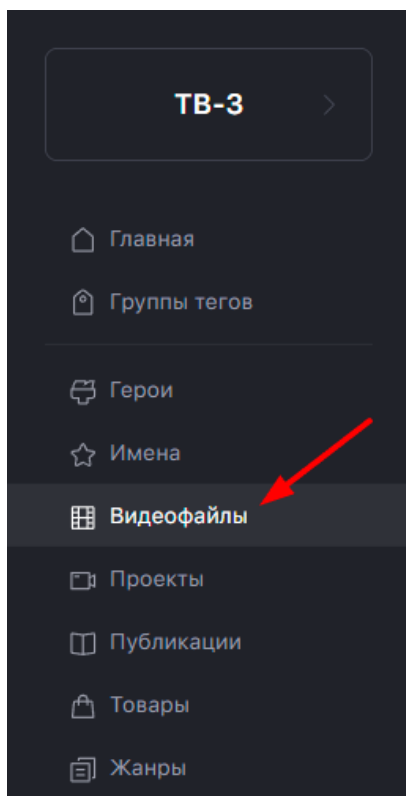 ТВ-3
Главная
Группы тегов
Герои
Имена
Видеофайлы
Проекты
Публикации
Товары
Жанры